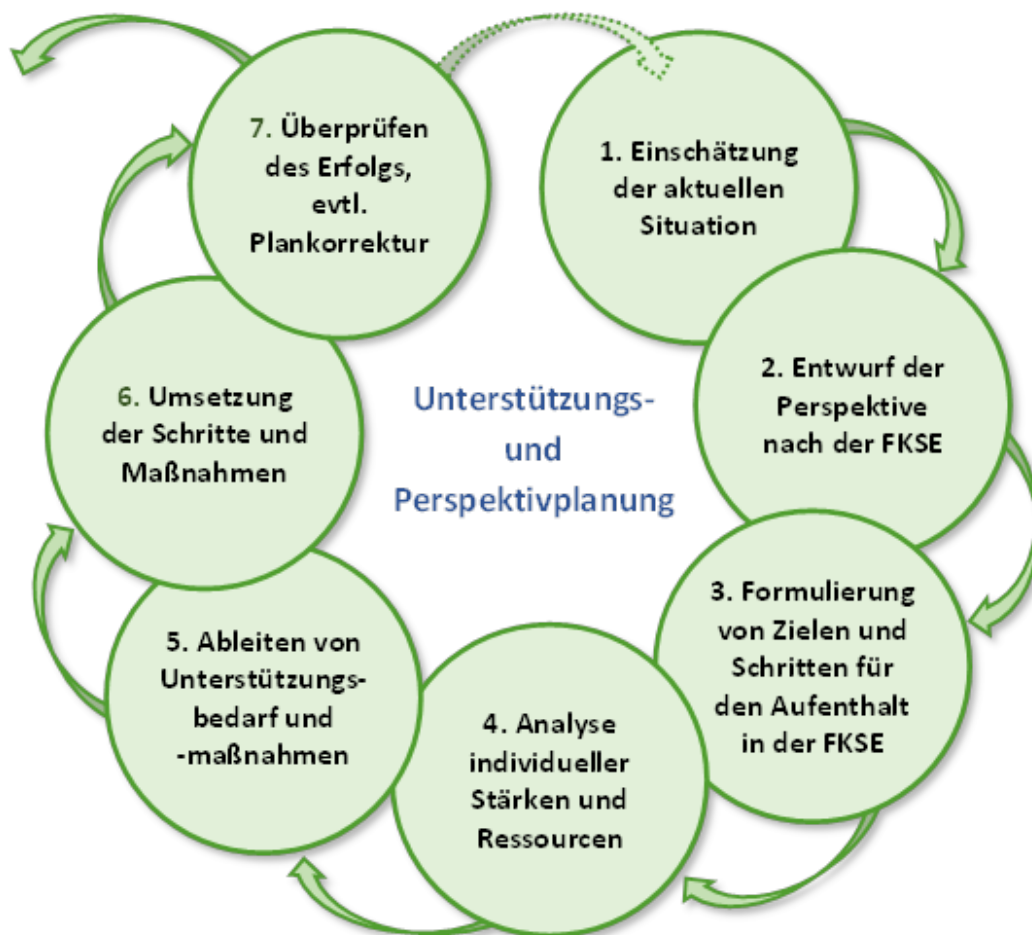 1. Einschätzung
der aktuellen
Situation
2. Entwurf der
Perspektive
nach der FKSE
3. Formulierung
von Zielen und
Schritten für
den Aufenthalt
in der FKSE
4. Analyse
individueller
Stärken und
Ressourcen
5. Ableiten von
Unterstützungs-
bedarf und
-maßnahmen
6. Umsetzung
der Schritte und
Maßnahmen
7. Überprüfen
des Erfolgs,
evtl.
Plankorrektur
Unterstützungs-
und
Perspektivplanung